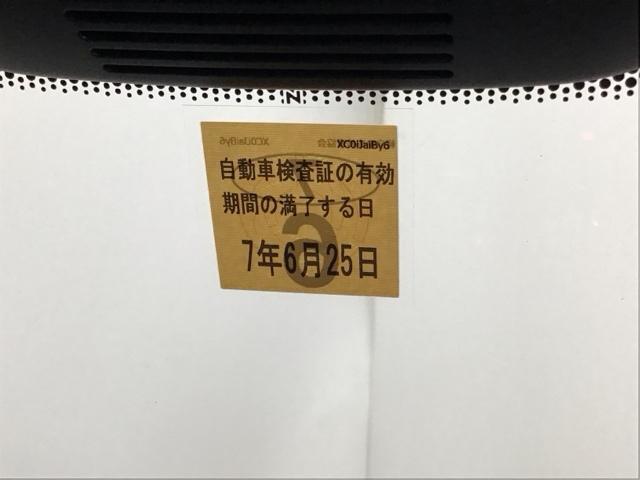 XC0iJaiBy6
自動車検査証の有効
期間の満了する日
7年6月25日